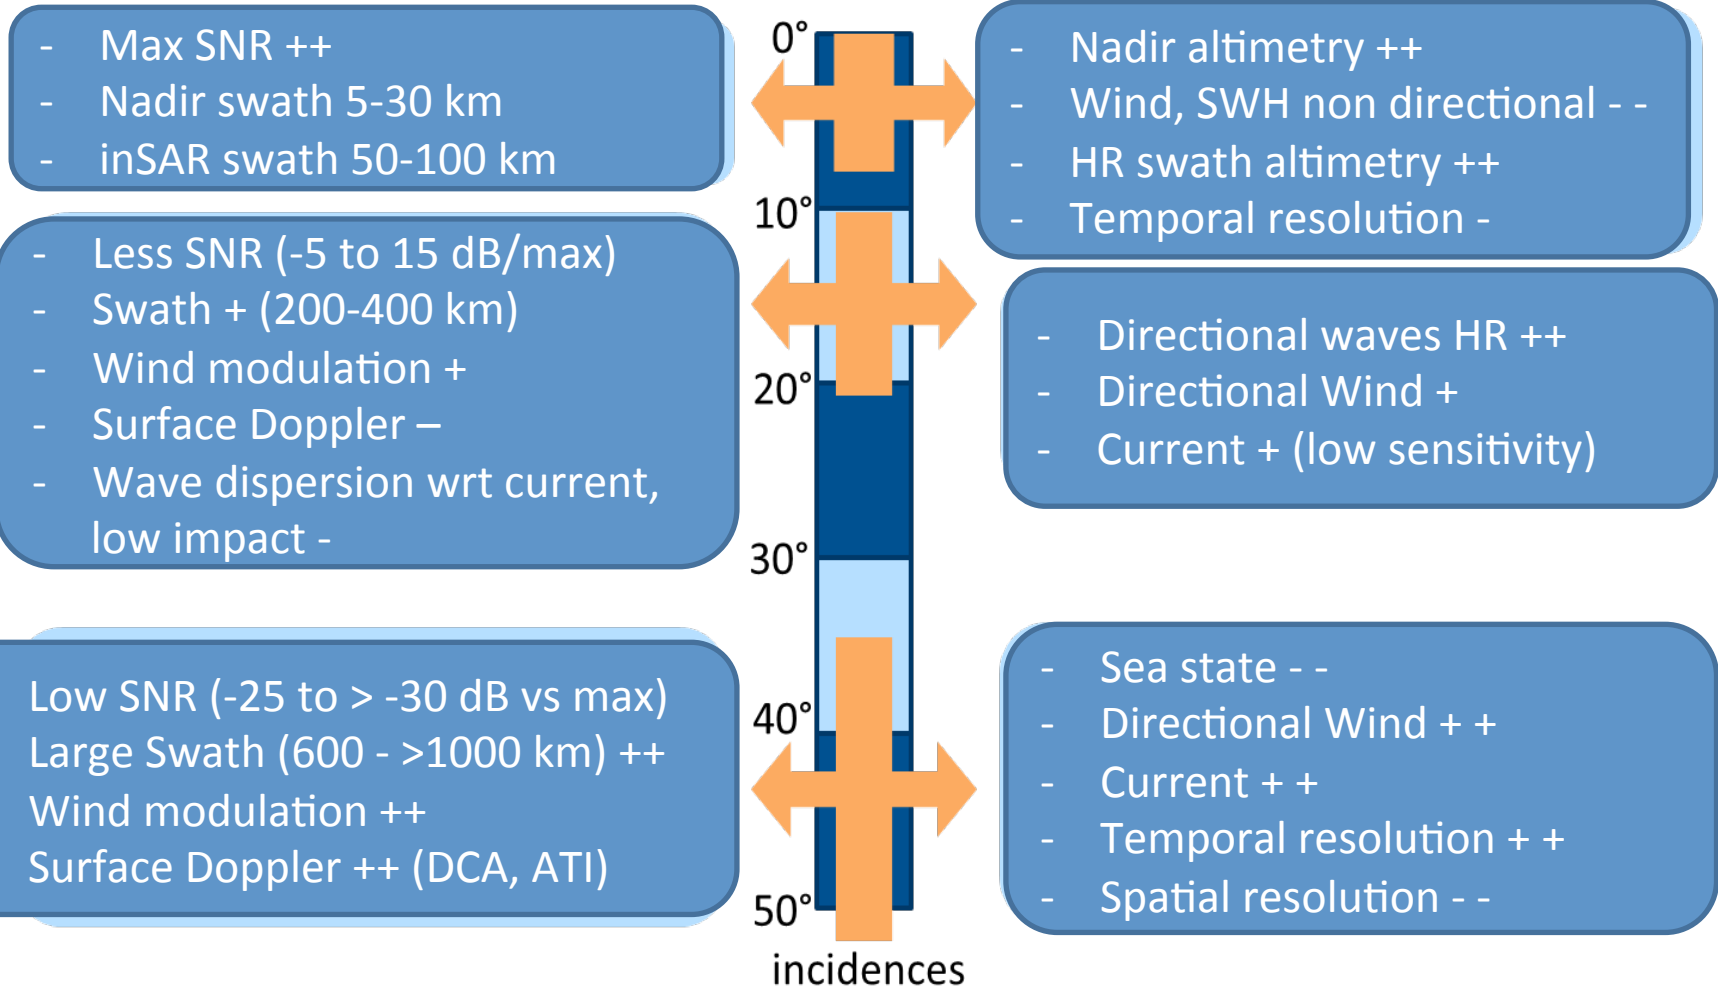 - Max SNR ++
- Nadir swath 5-30 km
- inSAR swath 50-100 km
- Less SNR (-5 to 15 dB/max)
- Swath + (200-400 km)
- Wind modulation +
- Surface Doppler –
- Wave dispersion wrt current,
low impact -
Low SNR (-25 to > -30 dB vs max)
Large Swath (600 - >1000 km) ++
Wind modulation ++
Surface Doppler ++ (DCA, ATI)
0°
10°
20°
30°
40°
50°
incidences
- Nadir altimetry ++
- Wind, SWH non directional - -
- HR swath altimetry ++
- Temporal resolution -
- Directional waves HR ++
- Directional Wind +
- Current + (low sensitivity)
- Sea state - -
- Directional Wind + +
- Current + +
- Temporal resolution + +
- Spatial resolution - -